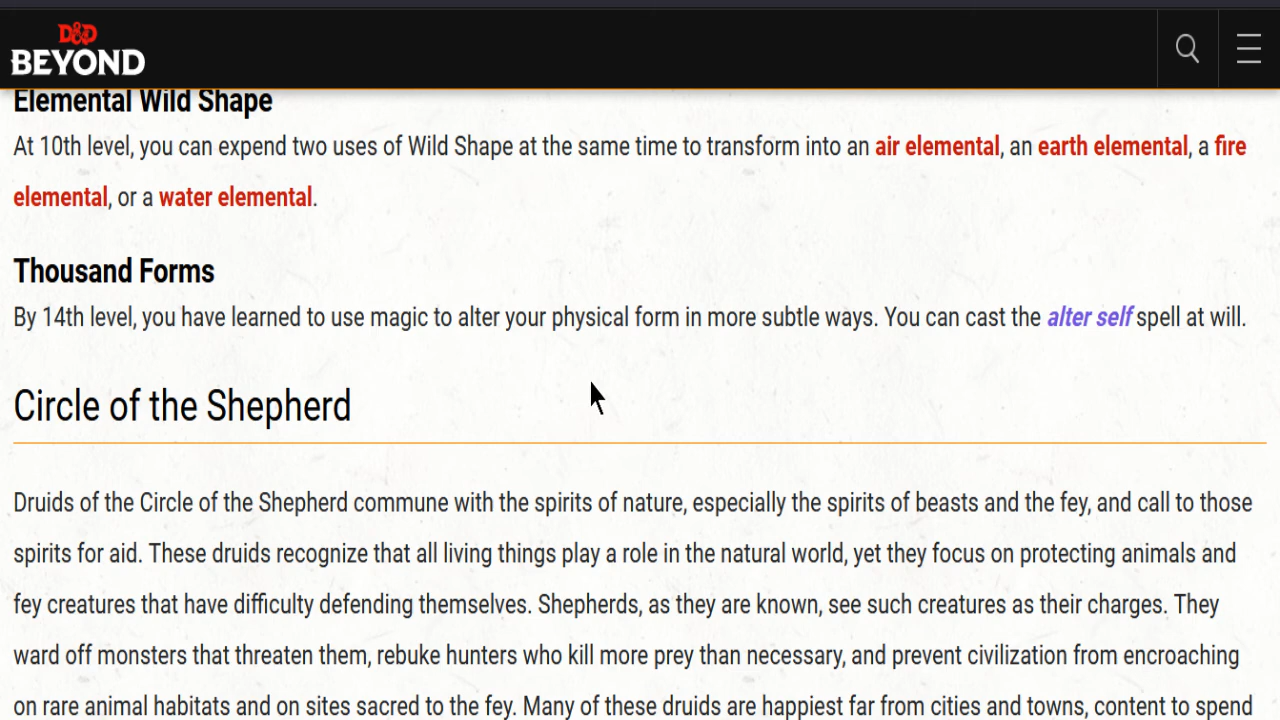 D&D
BEYOND
Elemental Wild Shape
At 10th level, you can expend two uses of Wild Shape at the same time to transform into an air elemental, an earth elemental, a fire
elemental, or a water elemental.
Thousand Forms
By 14th level, you have learned to use magic to alter your physical form in more subtle ways. You can cast the alter self spell at will.
Circle of the Shepherd
Druids of the Circle of the Shepherd commune with the spirits of nature, especially the spirits of beasts and the fey, and call to those
spirits for aid. These druids recognize that all living things play a role in the natural world, yet they focus on protecting animals and
fey creatures that have difficulty defending themselves. Shepherds, as they are known, see such creatures as their charges. They
ward off monsters that threaten them, rebuke hunters who kill more prey than necessary, and prevent civilization from encroaching
on rare animal habitats and on sites sacred to the fey. Many of these druids are happiest far from cities and towns, content to spend